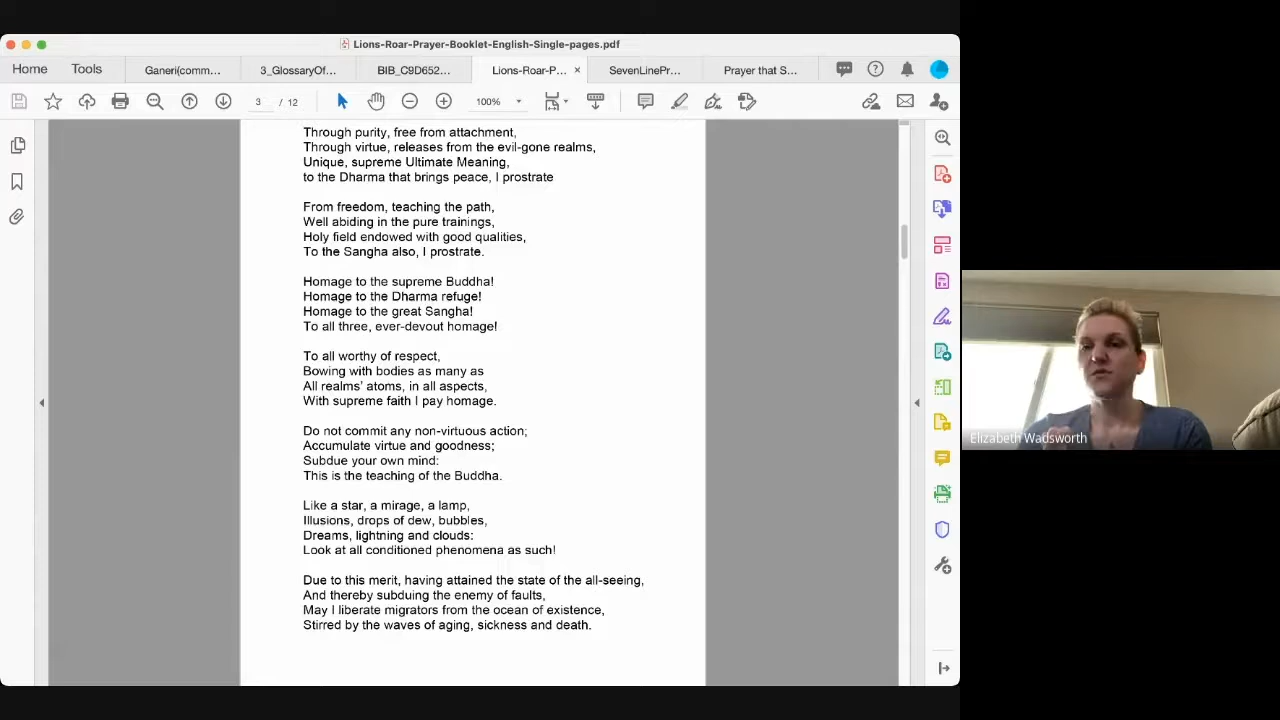 Lions-Roar-Prayer-Booklet-English-Single-pages.pdf
Home Tools Ganeri(comm... 3_GlossaryOf... BIB_C9D652... Lions-Roar-P... × SevenLinePr... Prayer that S...
3 / 12 100%
Through purity, free from attachment,
Through virtue, releases from the evil-gone realms,
Unique, supreme Ultimate Meaning,
to the Dharma that brings peace, I prostrate
From freedom, teaching the path,
Well abiding in the pure trainings,
Holy field endowed with good qualities,
To the Sangha also, I prostrate.
Homage to the supreme Buddha!
Homage to the Dharma refuge!
Homage to the great Sangha!
To all three, ever-devout homage!
To all worthy of respect,
Bowing with bodies as many as
All realms' atoms, in all aspects,
With supreme faith I pay homage.
Do not commit any non-virtuous action;
Accumulate virtue and goodness;
Subdue your own mind:
This is the teaching of the Buddha.
Like a star, a mirage, a lamp,
Illusions, drops of dew, bubbles,
Dreams, lightning and clouds:
Look at all conditioned phenomena as such!
Due to this merit, having attained the state of the all-seeing,
And thereby subduing the enemy of faults,
May I liberate migrators from the ocean of existence,
Stirred by the waves of aging, sickness and death.
Elizabeth Wadsworth